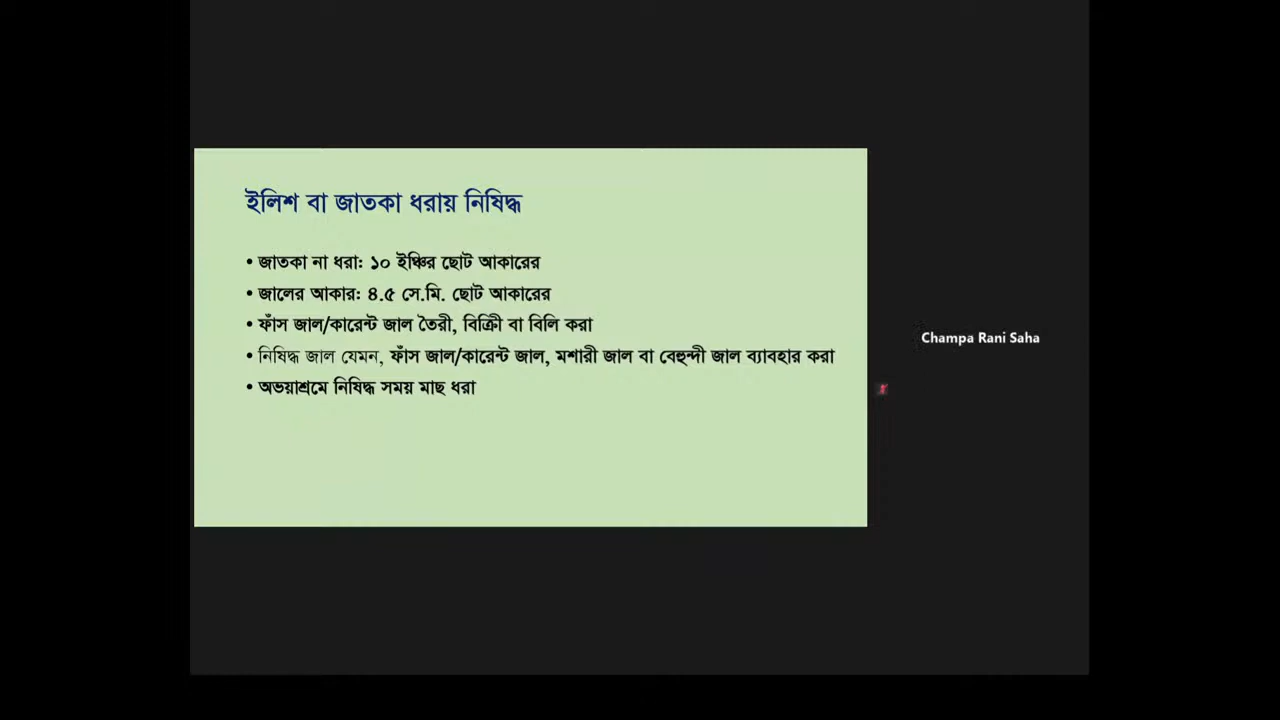 ইলিশ বা জাতকা ধরায় নিষিদ্ধ
• জাতকা না ধরা: ১০ ইঞ্চির ছোট আকারের
• জালের আকার: ৪.৫ সে.মি. ছোট আকারের
• ফাঁস জাল/কারেন্ট জাল তৈরী, বিক্রিী বা বিলি করা
• নিষিদ্ধ জাল যেমন, ফাঁস জাল/কারেন্ট জাল, মশারী জাল বা বেহুন্দী জাল ব্যাবহার করা
• অভয়াশ্রমে নিষিদ্ধ সময় মাছ ধরা
Champa Rani Saha